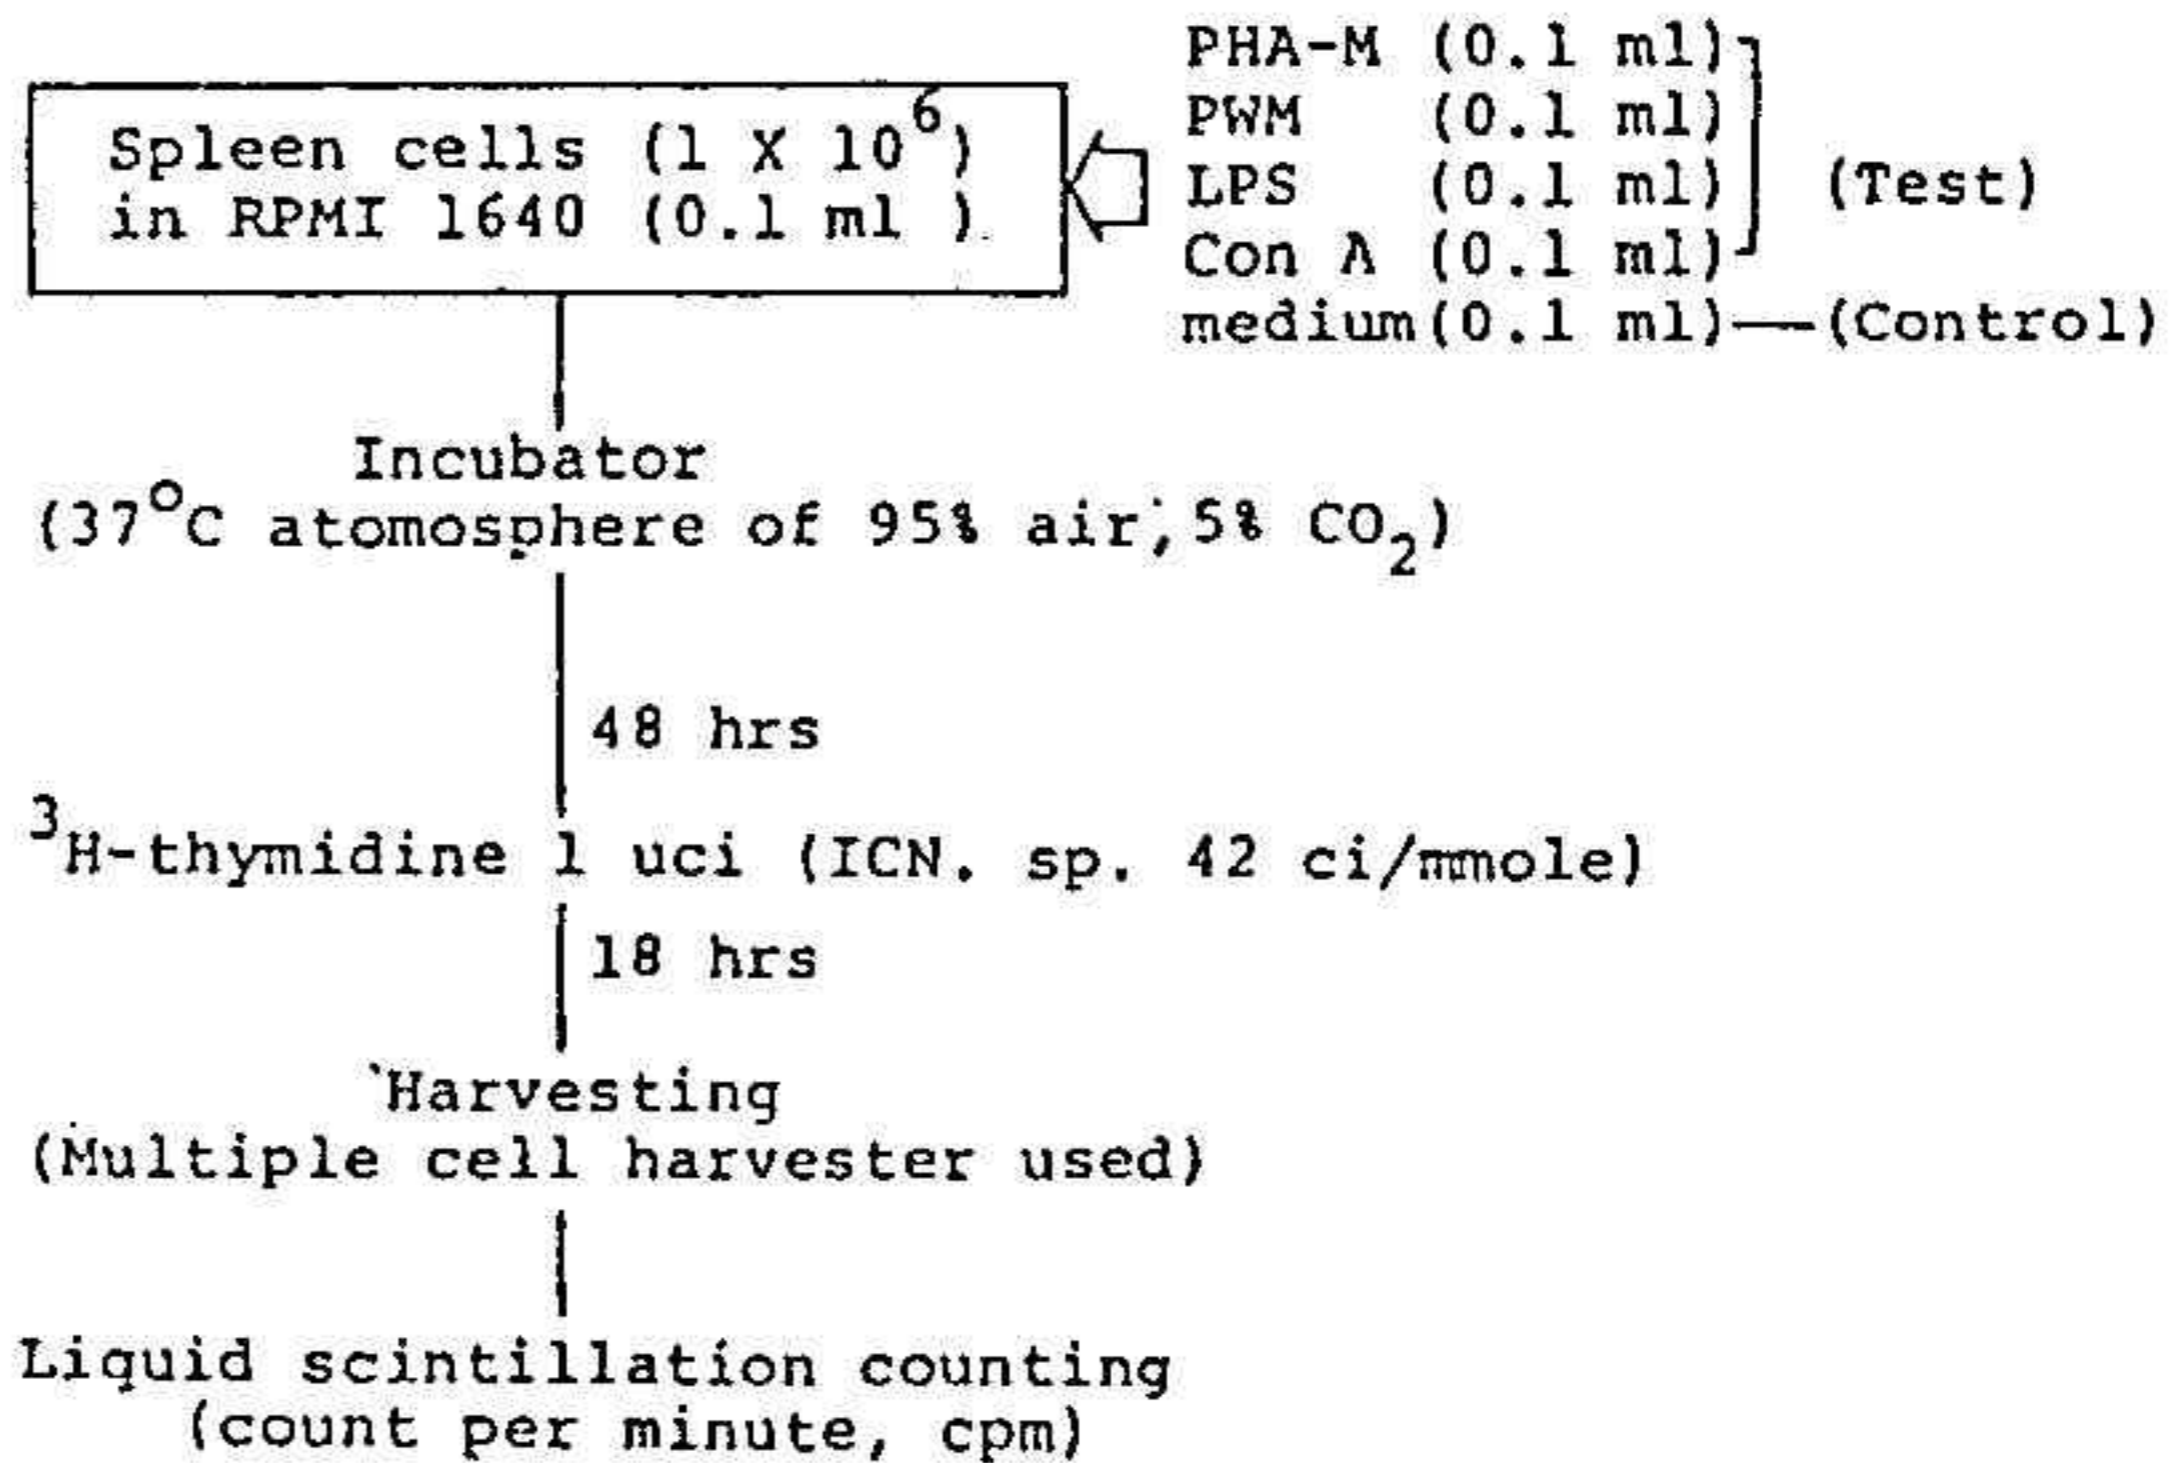 PHA-M (0.1 ml)
PWM (0.1 ml)
LPS (0.1 ml) (Test)
Con A (0.1 ml)
medium(0.1 ml)—(Control)
Spleen cells (1 X 10⁶)
in RPMI 1640 (0.1 ml ).
Incubator
(37°C atomosphere of 95% air, 5% CO₂)
48 hrs
³H-thymidine 1 uci (ICN. sp. 42 ci/mmole)
18 hrs
Harvesting
(Multiple cell harvester used)
Liquid scintillation counting
(count per minute, cpm)